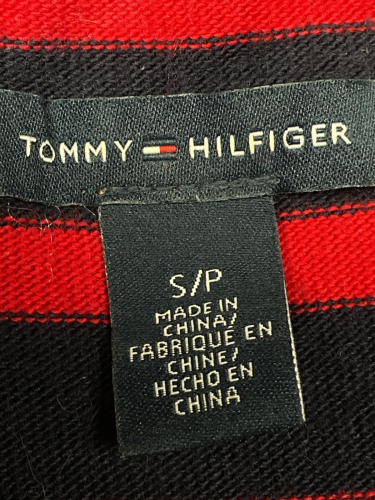 TOMMY HILFIGER
S/P
MADE IN
CHINA/
FABRIQUÉ EN
CHINE/
HECHO EN
CHINA